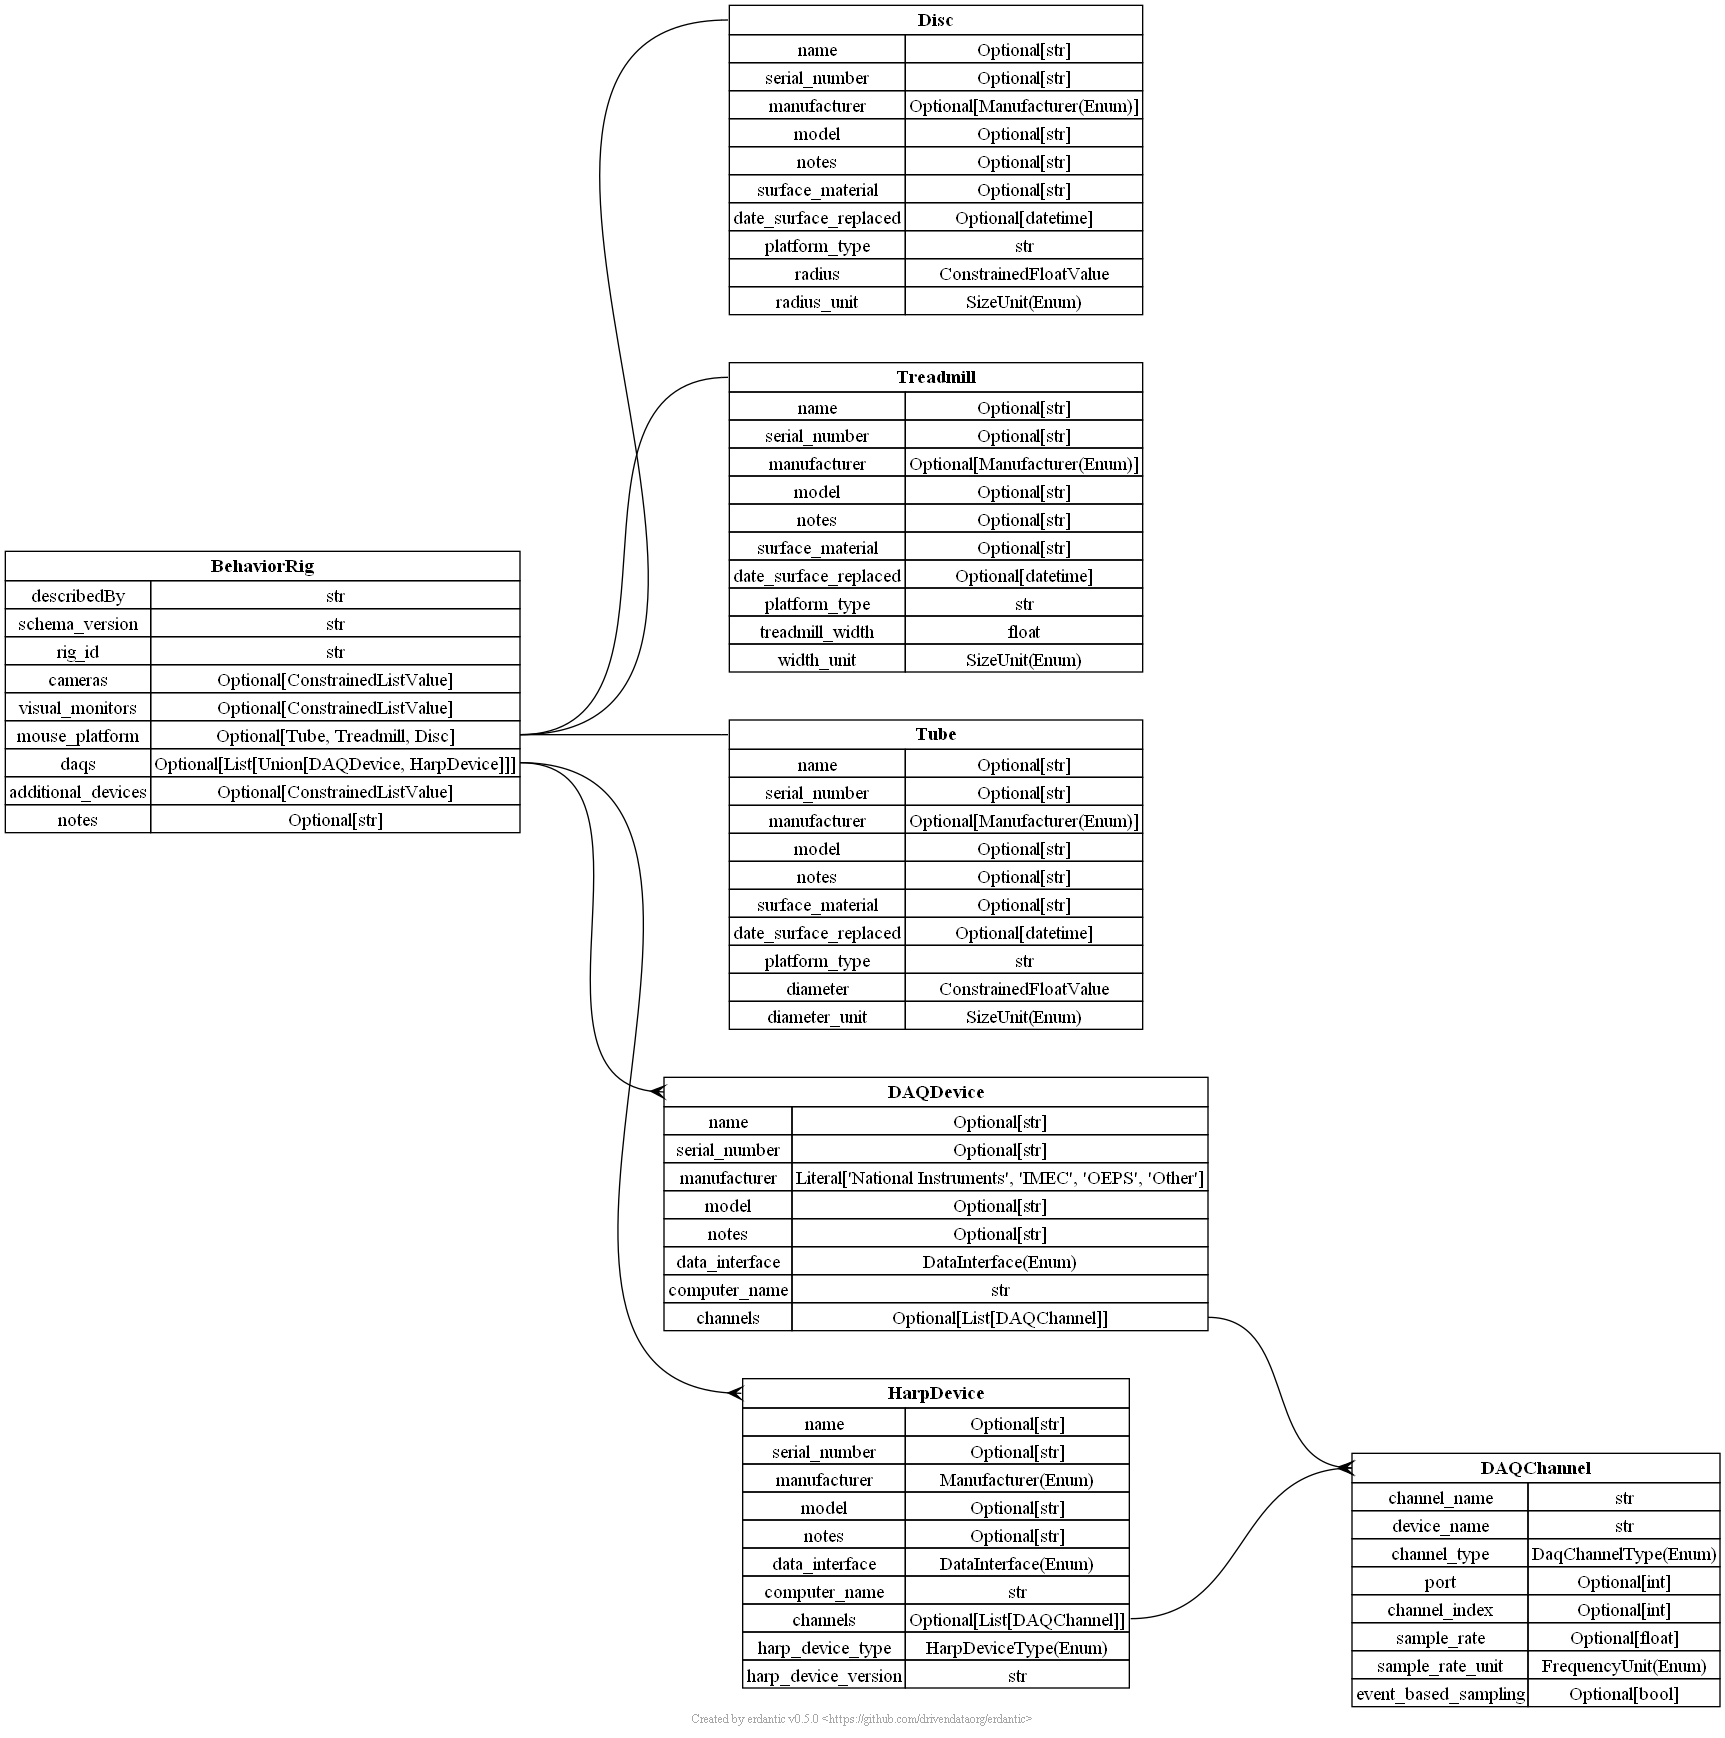 Disc
name Optional[str]
serial_number Optional[str]
manufacturer Optional[Manufacturer(Enum)]
model Optional[str]
notes Optional[str]
surface_material Optional[str]
date_surface_replaced Optional[datetime]
platform_type str
radius ConstrainedFloatValue
radius_unit SizeUnit(Enum)
Treadmill
name Optional[str]
serial_number Optional[str]
manufacturer Optional[Manufacturer(Enum)]
model Optional[str]
notes Optional[str]
surface_material Optional[str]
date_surface_replaced Optional[datetime]
platform_type str
treadmill_width float
width_unit SizeUnit(Enum)
BehaviorRig
describedBy str
schema_version str
rig_id str
cameras Optional[ConstrainedListValue]
visual_monitors Optional[ConstrainedListValue]
mouse_platform Optional[Tube, Treadmill, Disc]
daqs Optional[List[Union[DAQDevice, HarpDevice]]]
additional_devices Optional[ConstrainedListValue]
notes Optional[str]
Tube
name Optional[str]
serial_number Optional[str]
manufacturer Optional[Manufacturer(Enum)]
model Optional[str]
notes Optional[str]
surface_material Optional[str]
date_surface_replaced Optional[datetime]
platform_type str
diameter ConstrainedFloatValue
diameter_unit SizeUnit(Enum)
DAQDevice
name Optional[str]
serial_number Optional[str]
manufacturer Literal['National Instruments', 'IMEC', 'OEPS', 'Other']
model Optional[str]
notes Optional[str]
data_interface DataInterface(Enum)
computer_name str
channels Optional[List[DAQChannel]]
HarpDevice
name Optional[str]
serial_number Optional[str]
manufacturer Manufacturer(Enum)
model Optional[str]
notes Optional[str]
data_interface DataInterface(Enum)
computer_name str
channels Optional[List[DAQChannel]]
harp_device_type HarpDeviceType(Enum)
harp_device_version str
DAQChannel
channel_name str
device_name str
channel_type DaqChannelType(Enum)
port Optional[int]
channel_index Optional[int]
sample_rate Optional[float]
sample_rate_unit FrequencyUnit(Enum)
event_based_sampling Optional[bool]
Created by erdantic v0.5.0 <https://github.com/drivendataorg/erdantic>